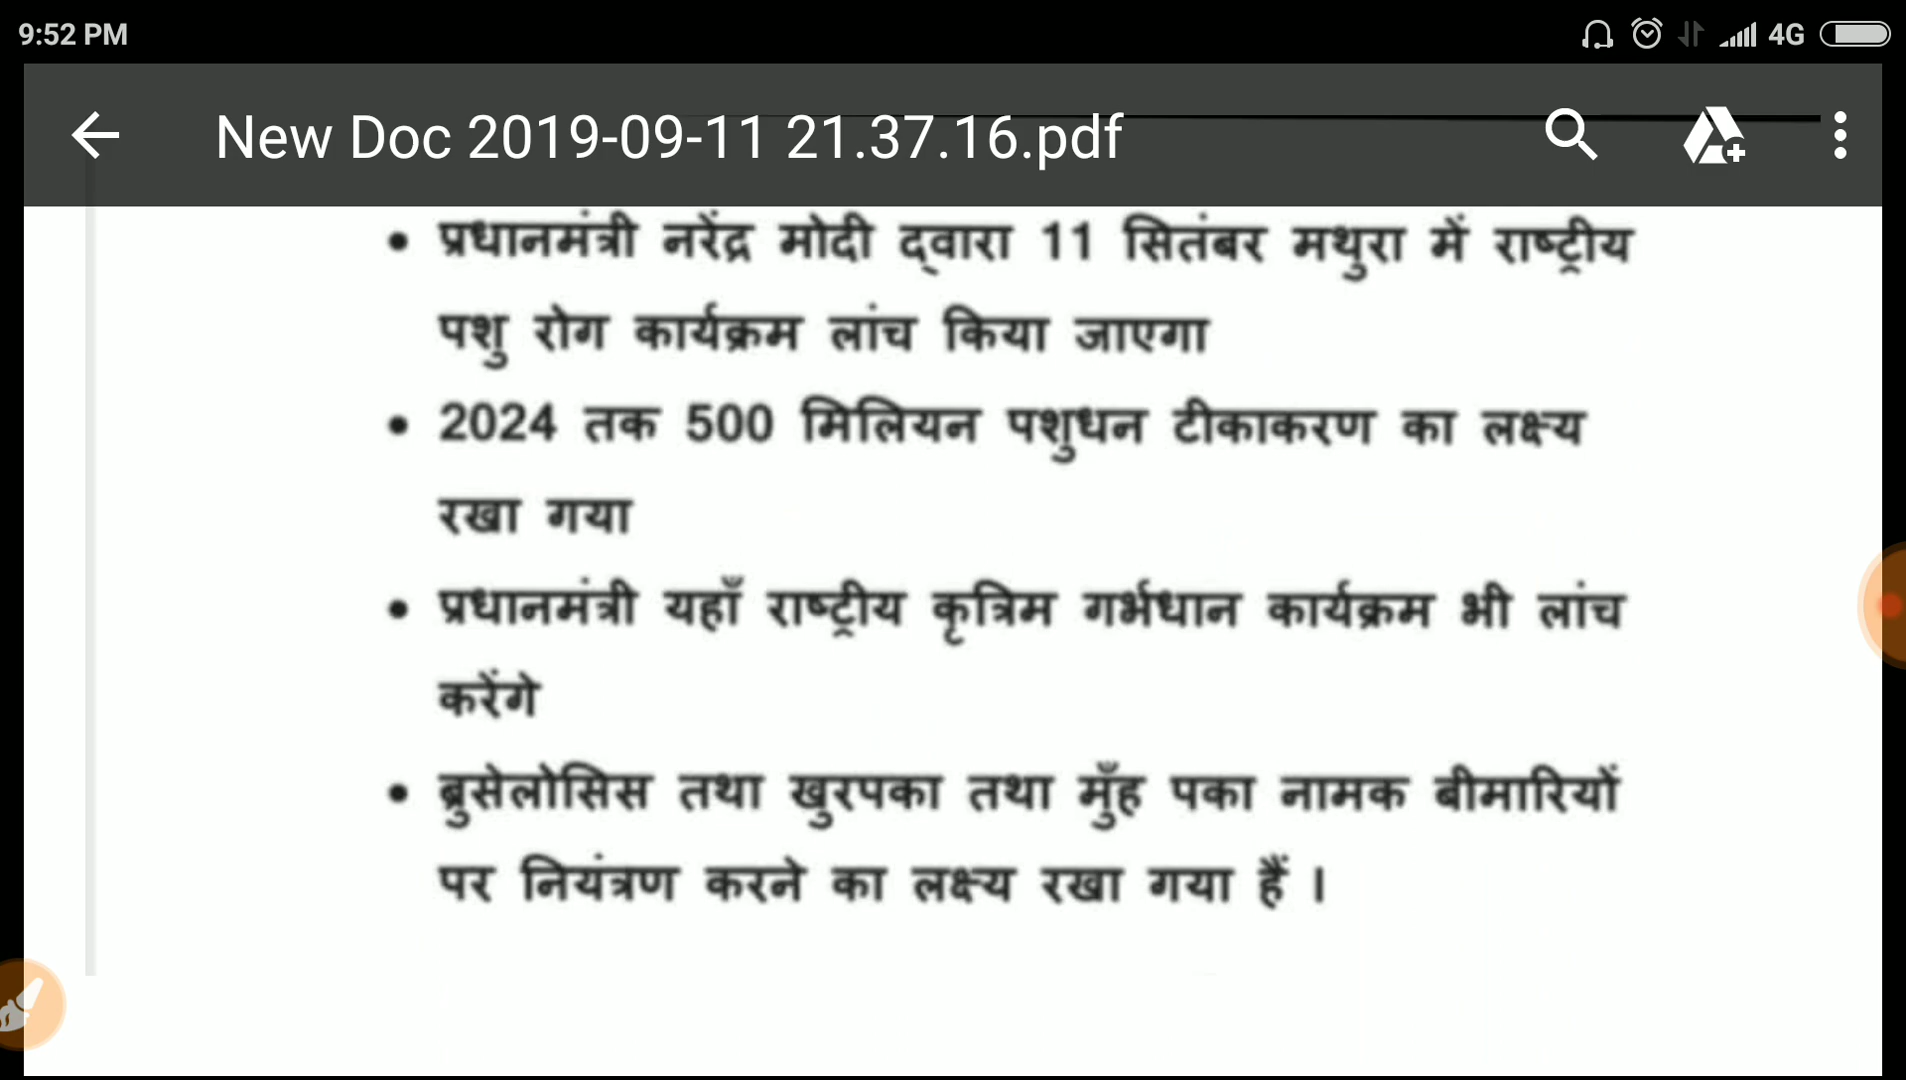 9:52 PM
4G
New Doc 2019-09-11 21.37.16.pdf
• प्रधानमंत्री नरेंद्र मोदी द्वारा 11 सितंबर मथुरा में राष्ट्रीय
पशु रोग कार्यक्रम लांच किया जाएगा
• 2024 तक 500 मिलियन पशुधन टीकाकरण का लक्ष्य
रखा गया
• प्रधानमंत्री यहाँ राष्ट्रीय कृत्रिम गर्भधान कार्यक्रम भी लांच
करेंगे
• ब्रुसेलोसिस तथा खुरपका तथा मुँह पका नामक बीमारियों
पर नियंत्रण करने का लक्ष्य रखा गया हैं ।